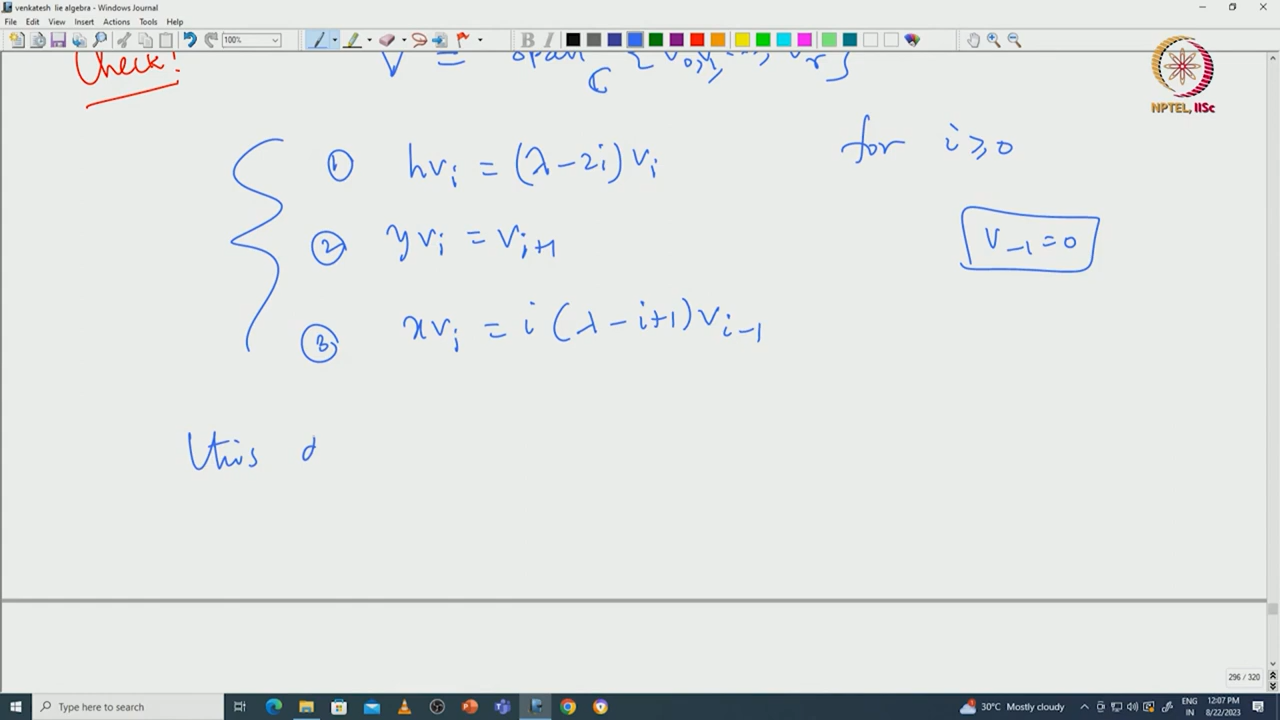 venkatesh lie algebra - Windows Journal
File Edit View Insert Actions Tools Help
100%
B I
Check!
V = span {v₀, v₁, ..., vᵣ}
ℂ
NPTEL, IISc
① hvᵢ = (λ-2i) vᵢ for i ≥ 0
② yvᵢ = vᵢ₊₁
v₋₁ = 0
③ xvᵢ = i (λ - i+1) vᵢ₋₁
this d
296 / 320
Type here to search
30°C Mostly cloudy
ENG
IN
12:07 PM
8/22/2023